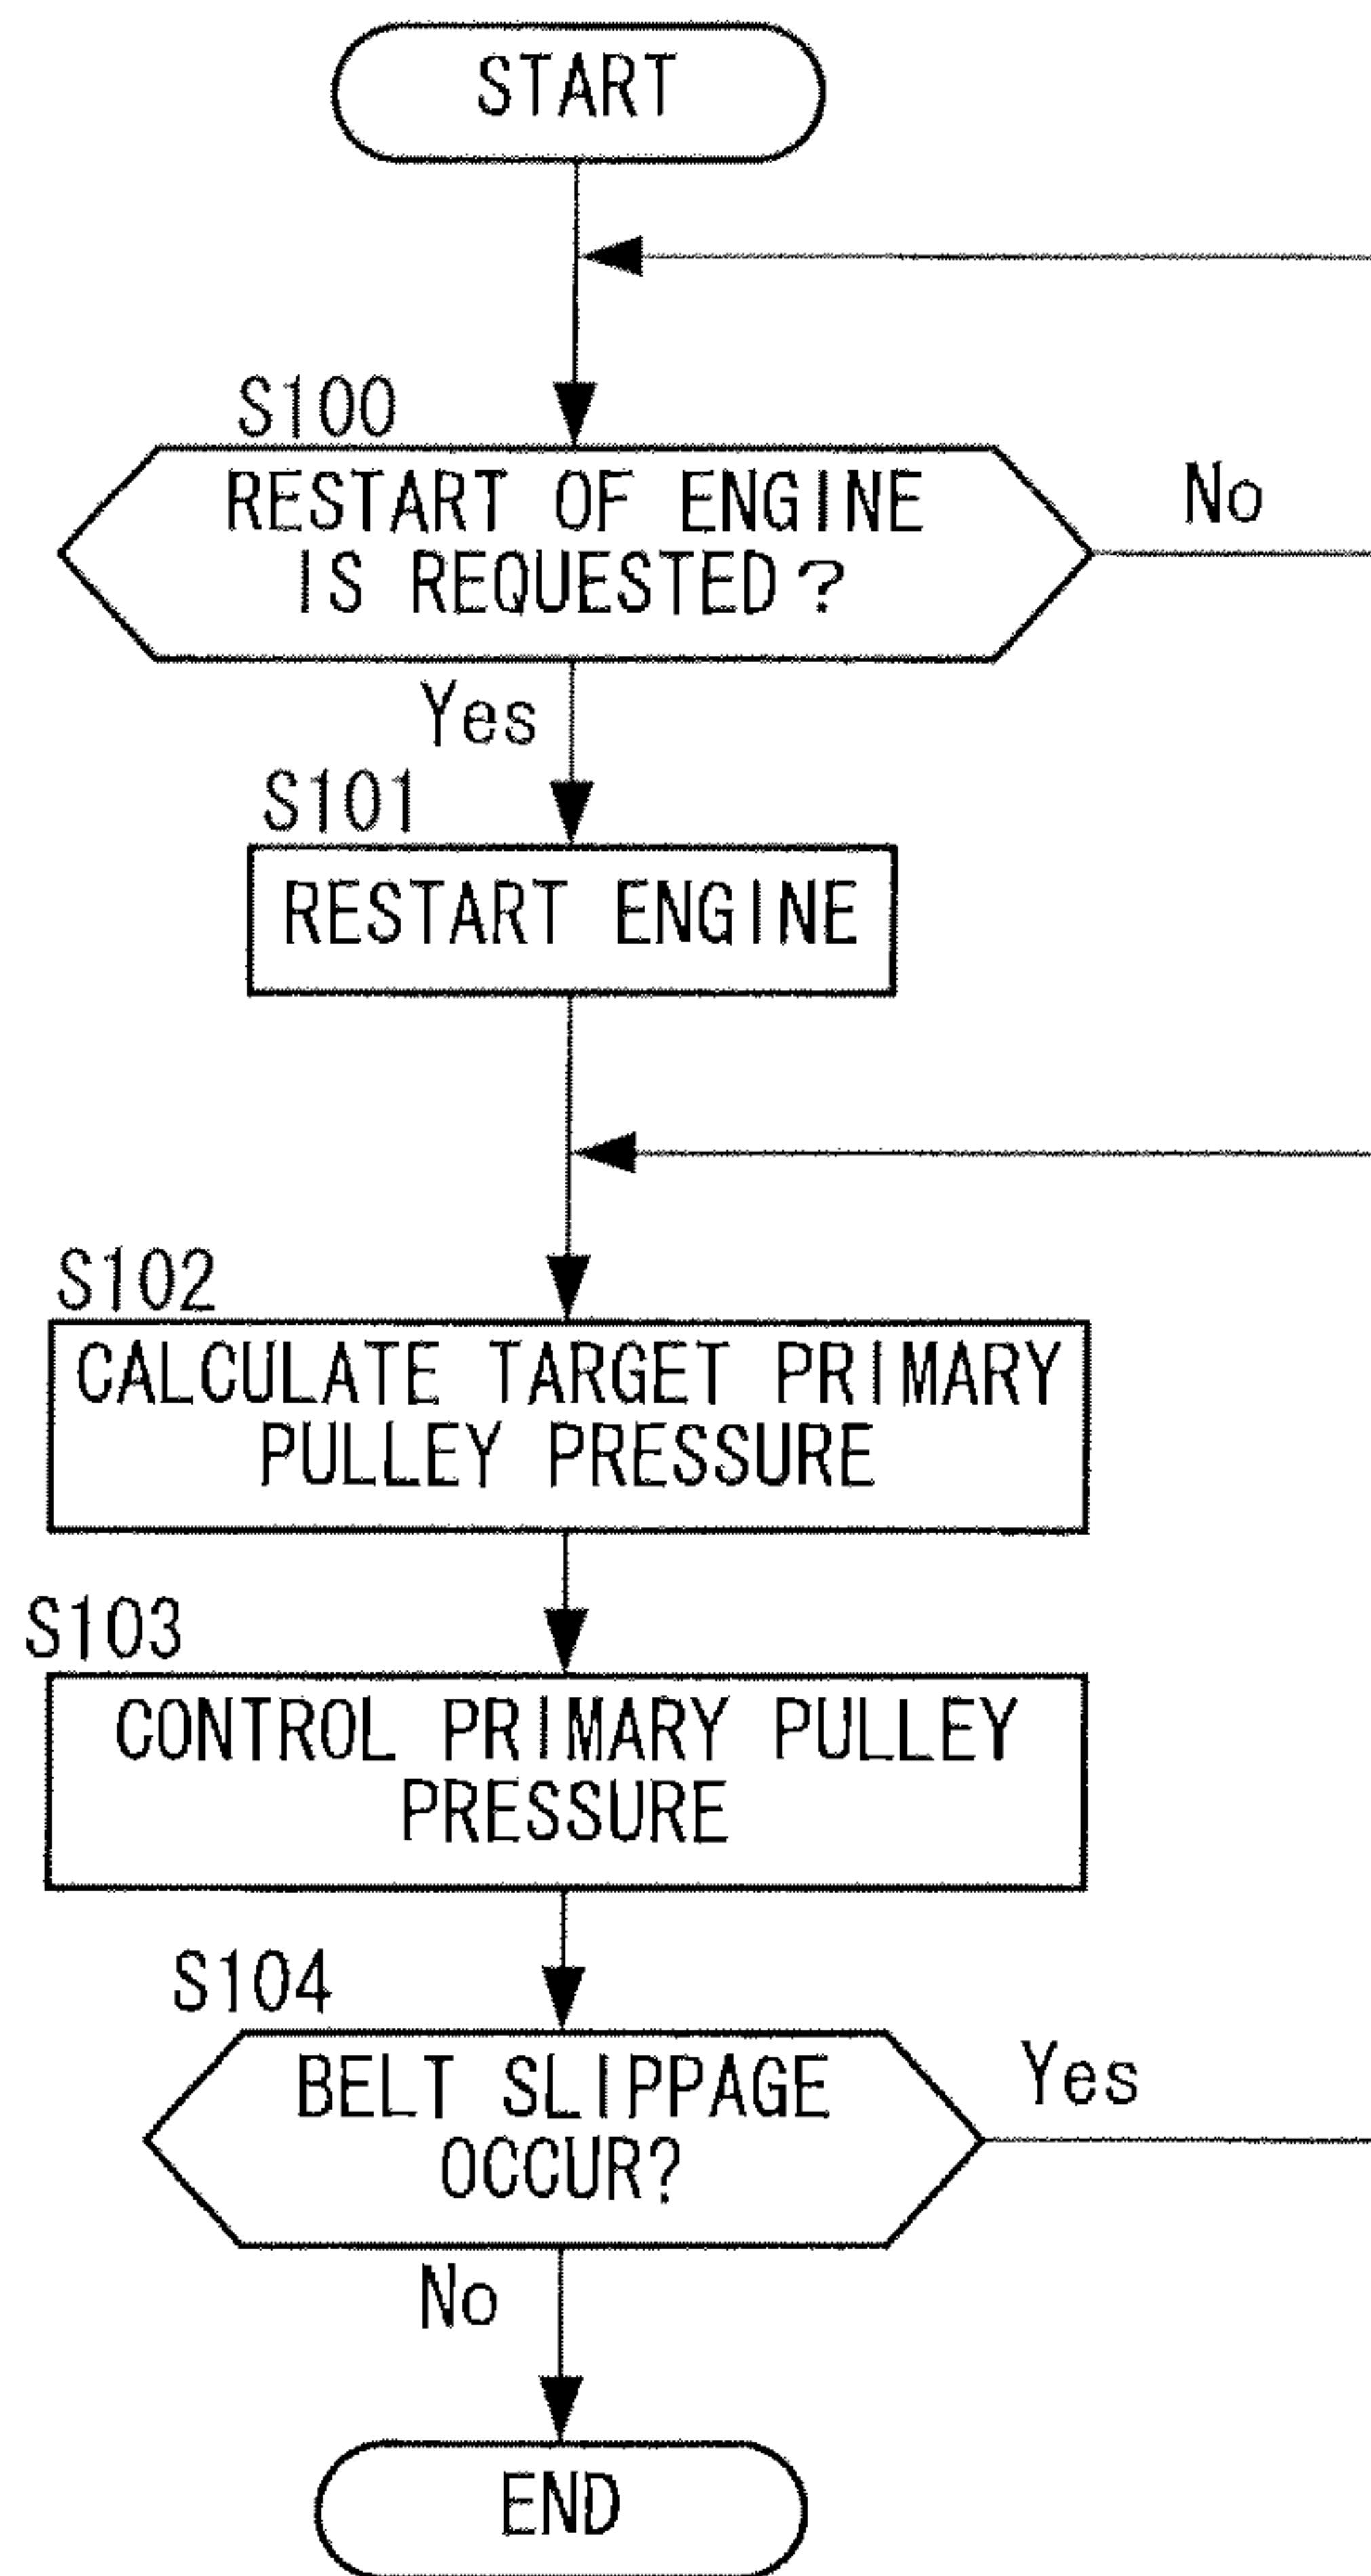 START
S100
RESTART OF ENGINE
IS REQUESTED?
No
Yes
S101
RESTART ENGINE
S102
CALCULATE TARGET PRIMARY
PULLEY PRESSURE
S103
CONTROL PRIMARY PULLEY
PRESSURE
S104
BELT SLIPPAGE
OCCUR?
Yes
No
END